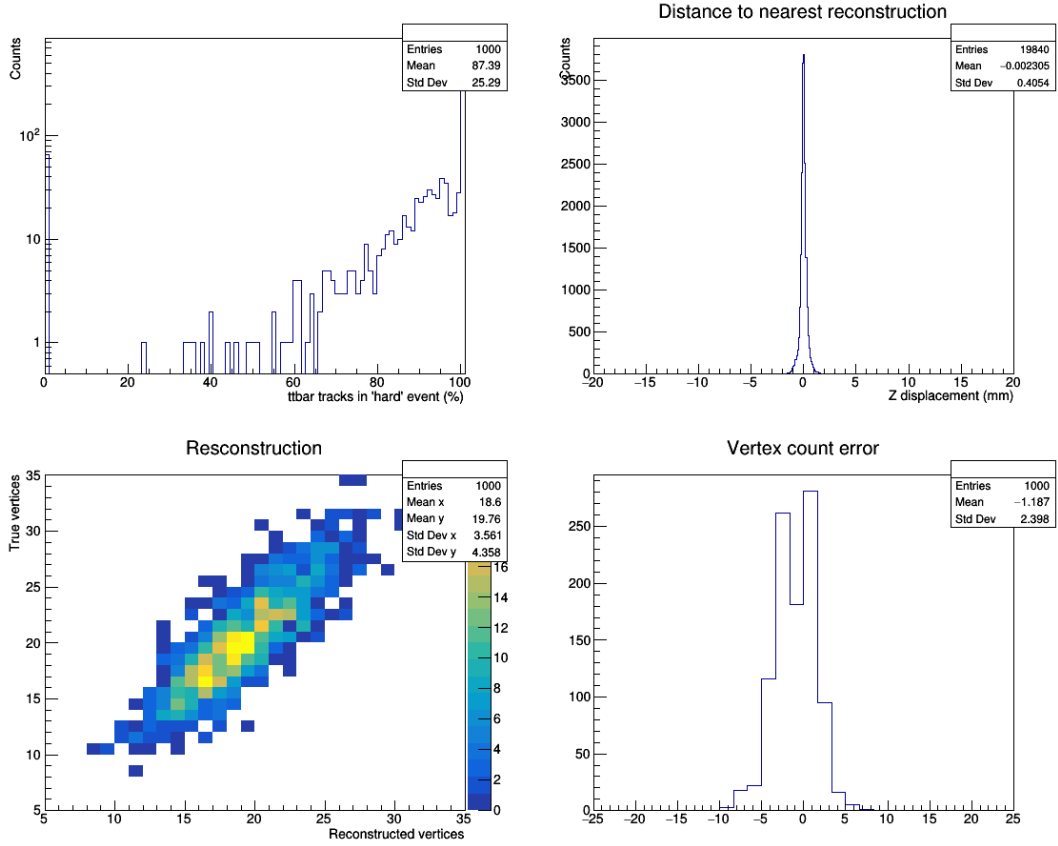 Counts
Entries 1000
Mean 87.39
Std Dev 25.29
10²
10
1
0 20 40 60 80 100
ttbar tracks in 'hard' event (%)
Distance to nearest reconstruction
Counts
Entries 19840
Mean −0.002305
Std Dev 0.4054
3500
3000
2500
2000
1500
1000
500
0
−20 −15 −10 −5 0 5 10 15 20
Z displacement (mm)
Resconstruction
True vertices
Entries 1000
Mean x 18.6
Mean y 19.76
Std Dev x 3.561
Std Dev y 4.358
35
30
25
20
15
10
5
16
14
12
10
8
6
4
2
0
5 10 15 20 25 30 35
Reconstructed vertices
Vertex count error
Entries 1000
Mean −1.187
Std Dev 2.398
250
200
150
100
50
0
−25 −20 −15 −10 −5 0 5 10 15 20 25